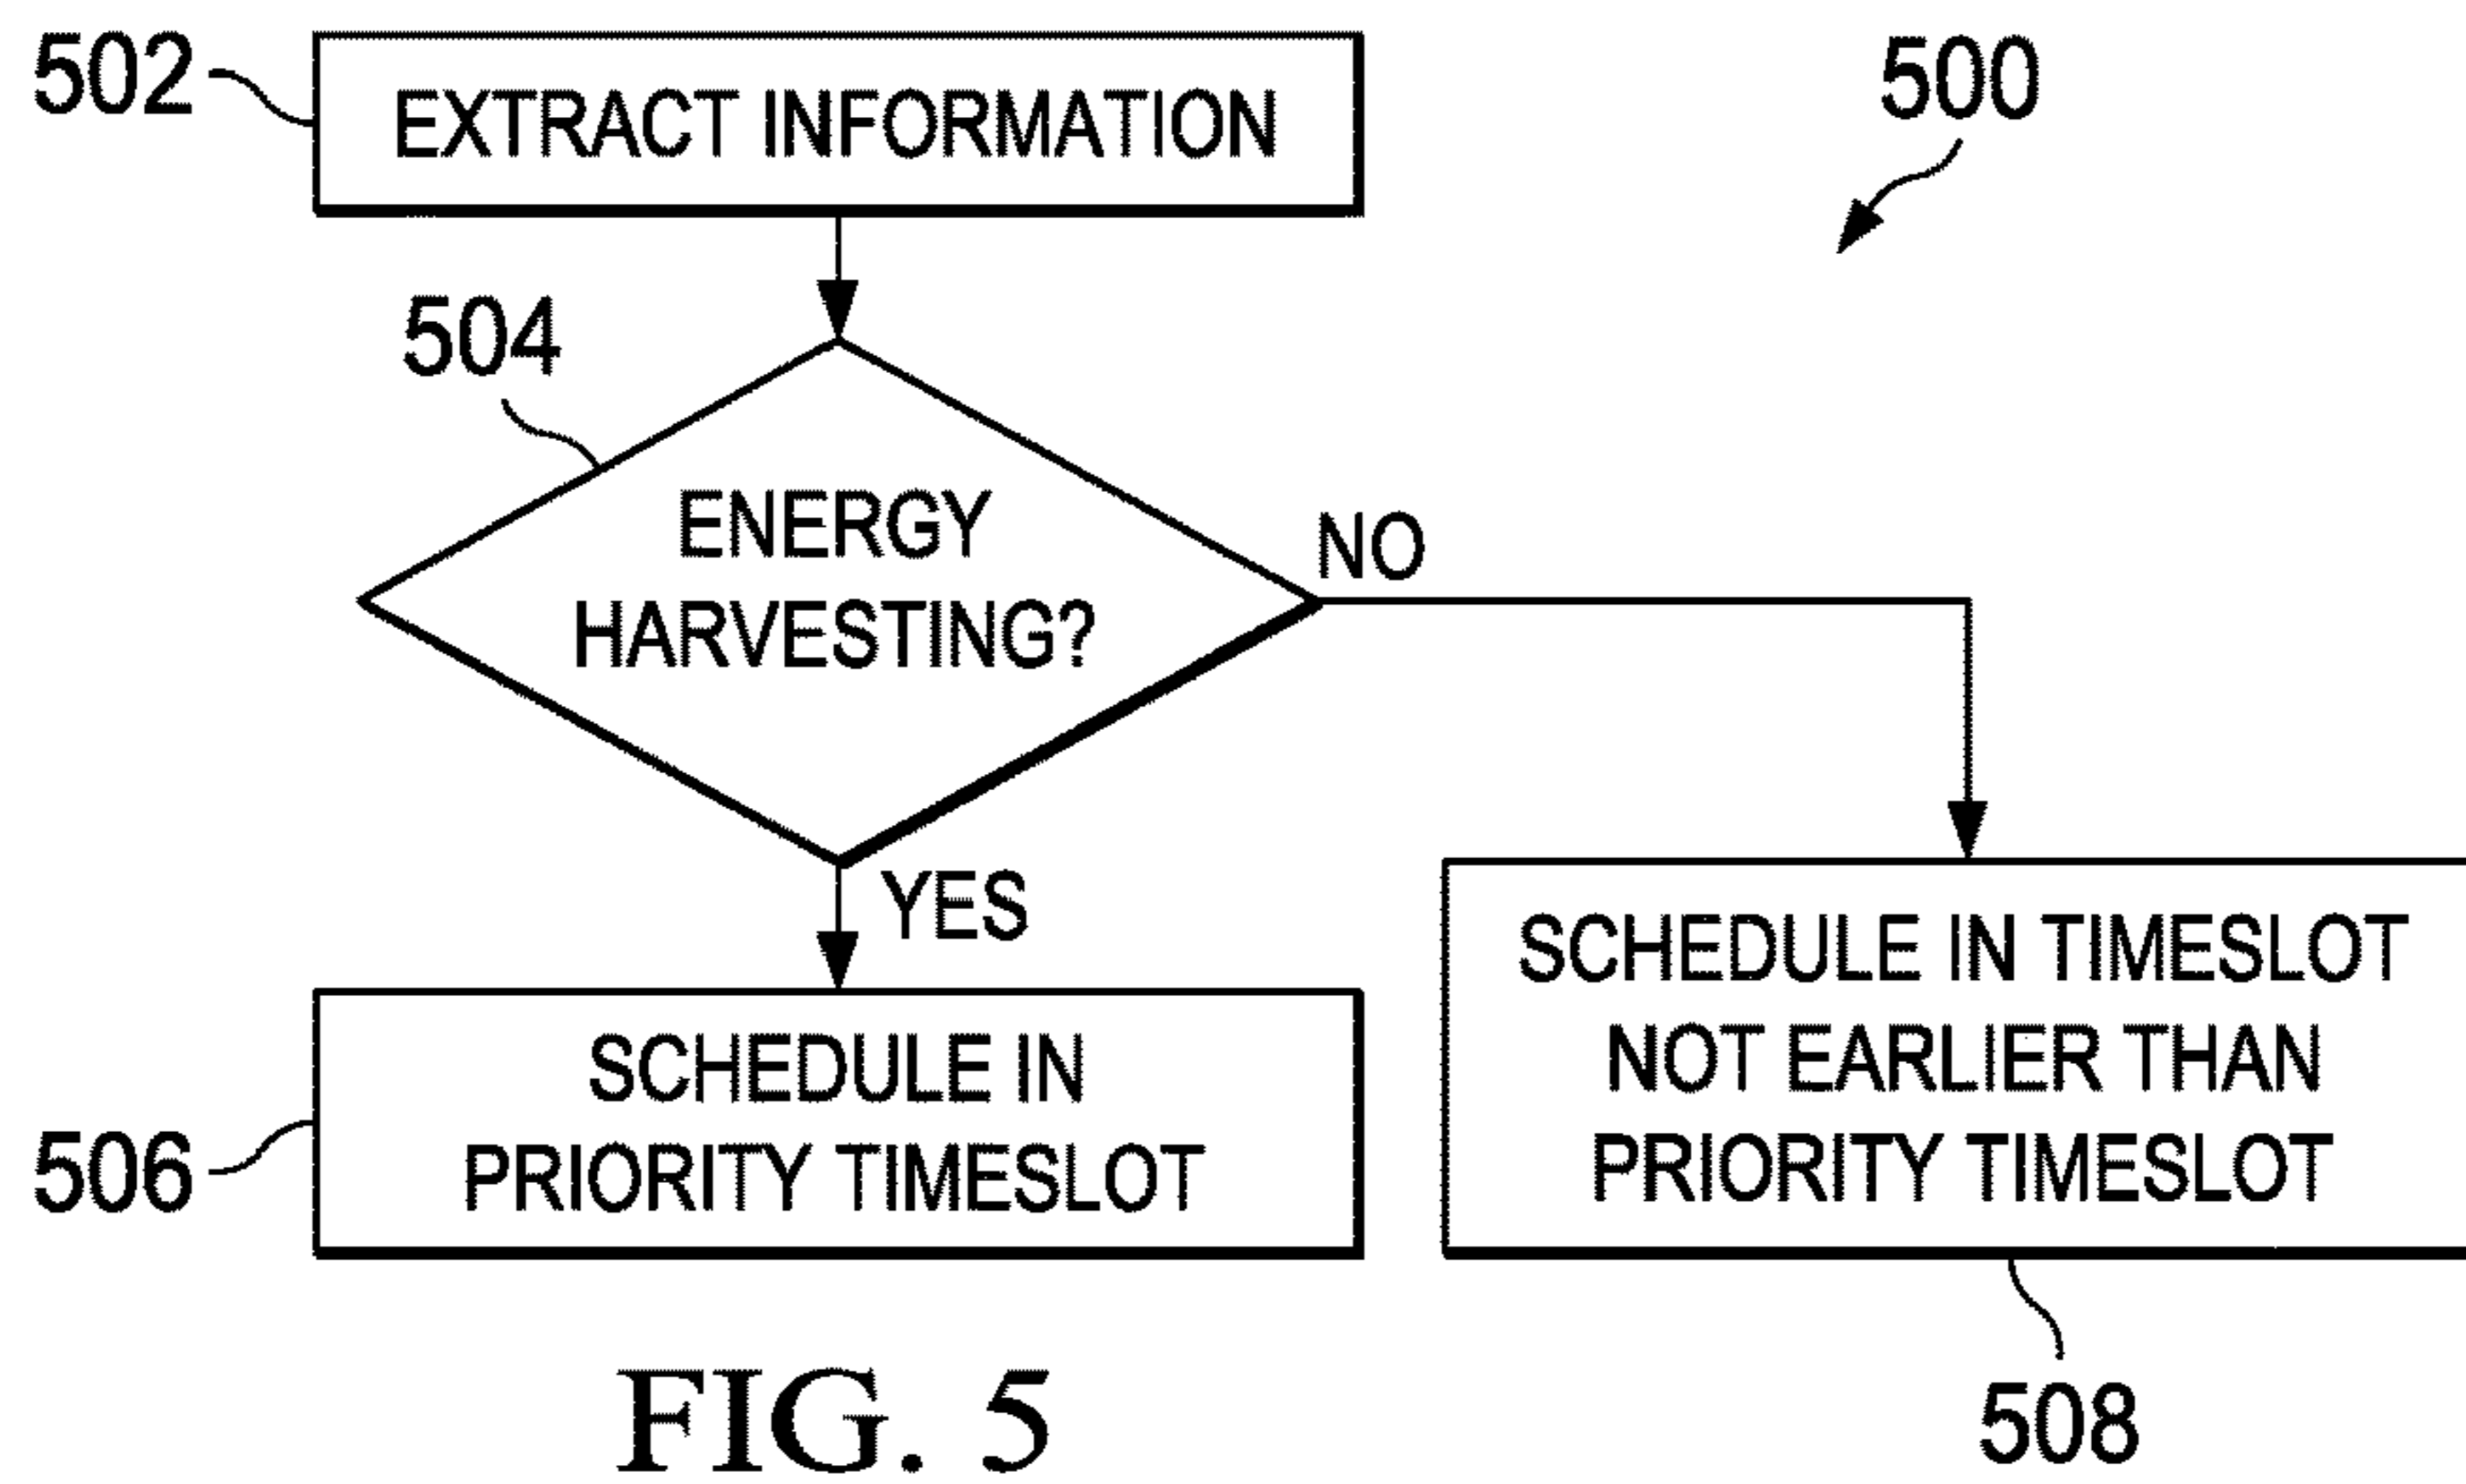 502
EXTRACT INFORMATION
500
504
ENERGY
HARVESTING?
NO
YES
506
SCHEDULE IN
PRIORITY TIMESLOT
SCHEDULE IN TIMESLOT
NOT EARLIER THAN
PRIORITY TIMESLOT
508
FIG. 5